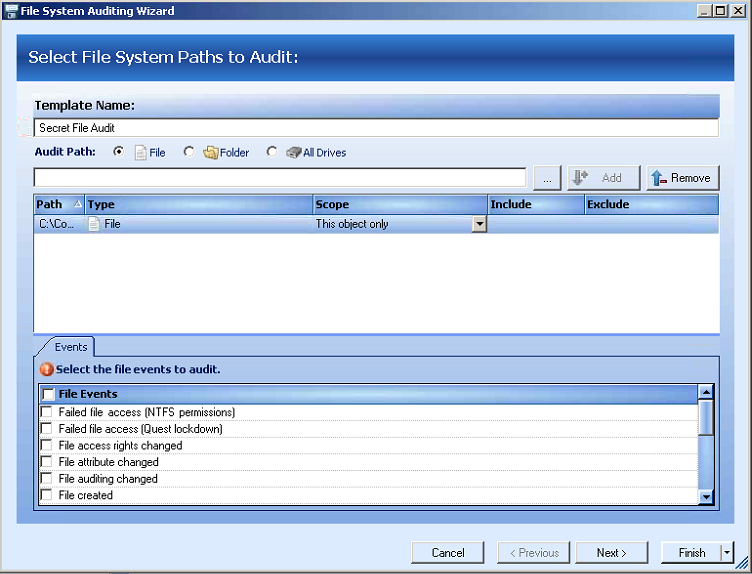 File System Auditing Wizard
Select File System Paths to Audit:
Template Name:
Secret File Audit
Audit Path: File Folder All Drives
... Add Remove
Path Type Scope Include Exclude
C:\Co... File This object only
Events
Select the file events to audit.
File Events
Failed file access (NTFS permissions)
Failed file access (Quest lockdown)
File access rights changed
File attribute changed
File auditing changed
File created
Cancel < Previous Next > Finish